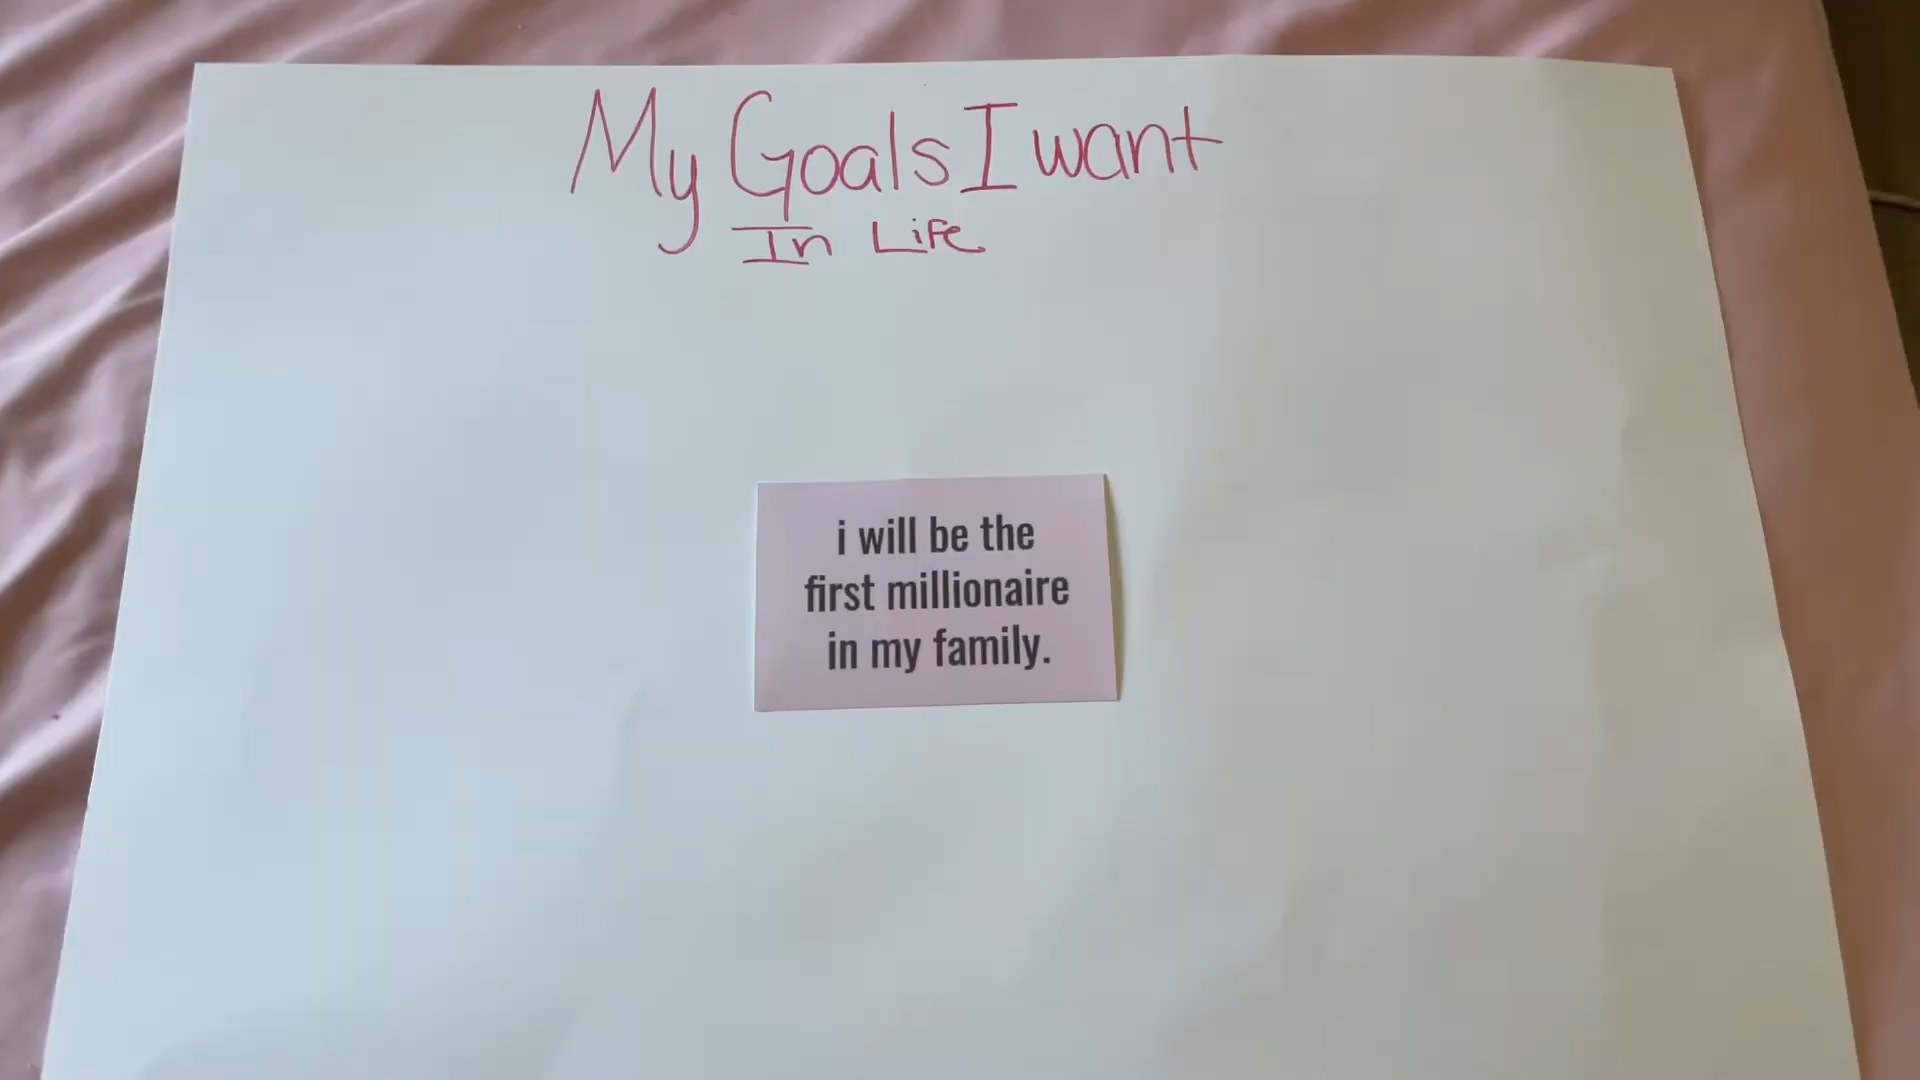 My Goals I want
In Life
i will be the
first millionaire
in my family.